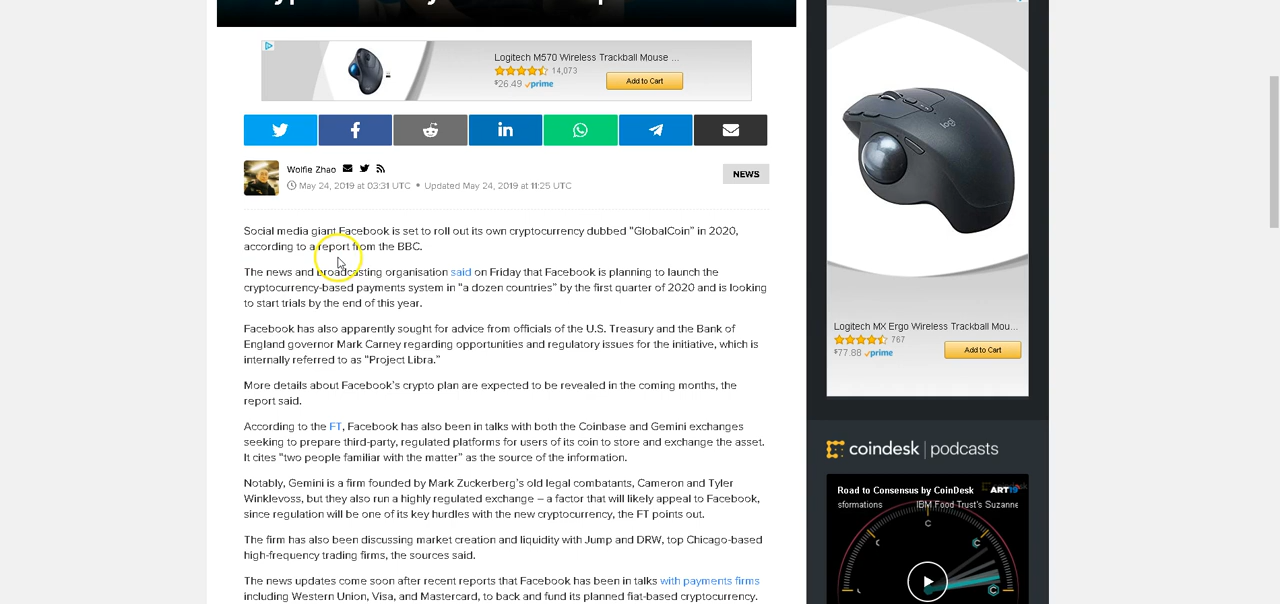 Logitech M570 Wireless Trackball Mouse ...
14,073
$26.49 prime
Add to Cart
Wolfie Zhao
May 24, 2019 at 03:31 UTC • Updated May 24, 2019 at 11:25 UTC
NEWS
Social media giant Facebook is set to roll out its own cryptocurrency dubbed "GlobalCoin" in 2020,
according to a report from the BBC.
The news and broadcasting organisation said on Friday that Facebook is planning to launch the
cryptocurrency-based payments system in "a dozen countries" by the first quarter of 2020 and is looking
to start trials by the end of this year.
Facebook has also apparently sought for advice from officials of the U.S. Treasury and the Bank of
England governor Mark Carney regarding opportunities and regulatory issues for the initiative, which is
internally referred to as "Project Libra."
More details about Facebook's crypto plan are expected to be revealed in the coming months, the
report said.
According to the FT, Facebook has also been in talks with both the Coinbase and Gemini exchanges
seeking to prepare third-party, regulated platforms for users of its coin to store and exchange the asset.
It cites "two people familiar with the matter" as the source of the information.
Notably, Gemini is a firm founded by Mark Zuckerberg's old legal combatants, Cameron and Tyler
Winklevoss, but they also run a highly regulated exchange – a factor that will likely appeal to Facebook,
since regulation will be one of its key hurdles with the new cryptocurrency, the FT points out.
The firm has also been discussing market creation and liquidity with Jump and DRW, top Chicago-based
high-frequency trading firms, the sources said.
The news updates come soon after recent reports that Facebook has been in talks with payments firms
including Western Union, Visa, and Mastercard, to back and fund its planned fiat-based cryptocurrency.
logi
Logitech MX Ergo Wireless Trackball Mou...
767
$77.88 prime
Add to Cart
coindesk | podcasts
Road to Consensus by CoinDesk
ART19
sformations
IBM Food Trust's Suzanne